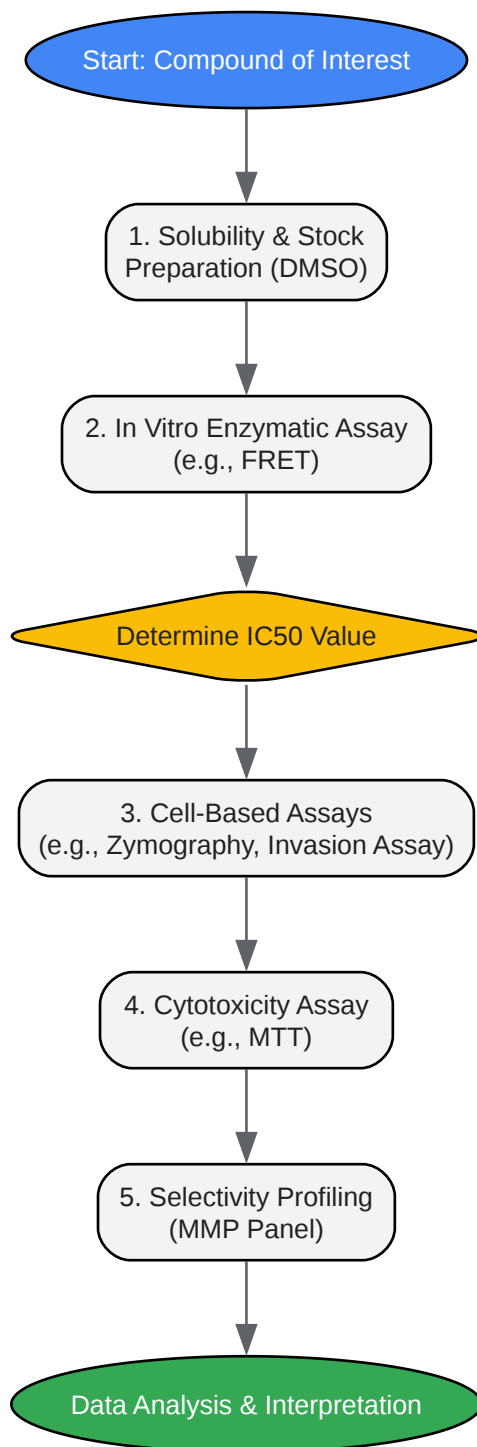 Start: Compound of Interest
1. Solubility & Stock
Preparation (DMSO)
2. In Vitro Enzymatic Assay
(e.g., FRET)
Determine IC50 Value
3. Cell-Based Assays
(e.g., Zymography, Invasion Assay)
4. Cytotoxicity Assay
(e.g., MTT)
5. Selectivity Profiling
(MMP Panel)
Data Analysis & Interpretation